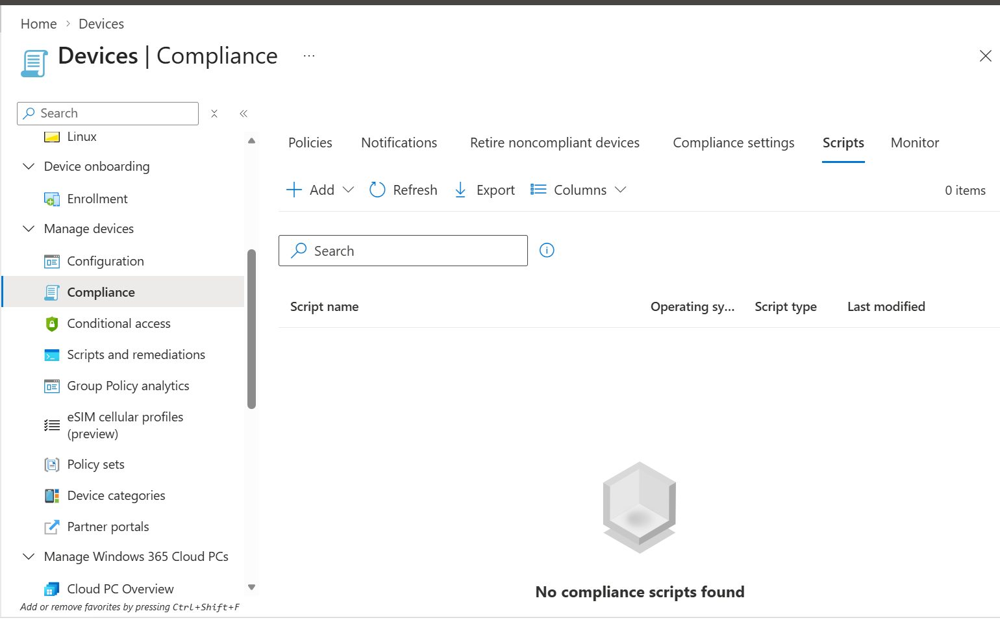 Home > Devices
Devices | Compliance ...
Search
Linux
Device onboarding
Enrollment
Manage devices
Configuration
Compliance
Conditional access
Scripts and remediations
Group Policy analytics
eSIM cellular profiles
(preview)
Policy sets
Device categories
Partner portals
Manage Windows 365 Cloud PCs
Cloud PC Overview
Add or remove favorites by pressing Ctrl+Shift+F
Policies Notifications Retire noncompliant devices Compliance settings Scripts Monitor
Add Refresh Export Columns 0 items
Search
Script name Operating sy... Script type Last modified
No compliance scripts found